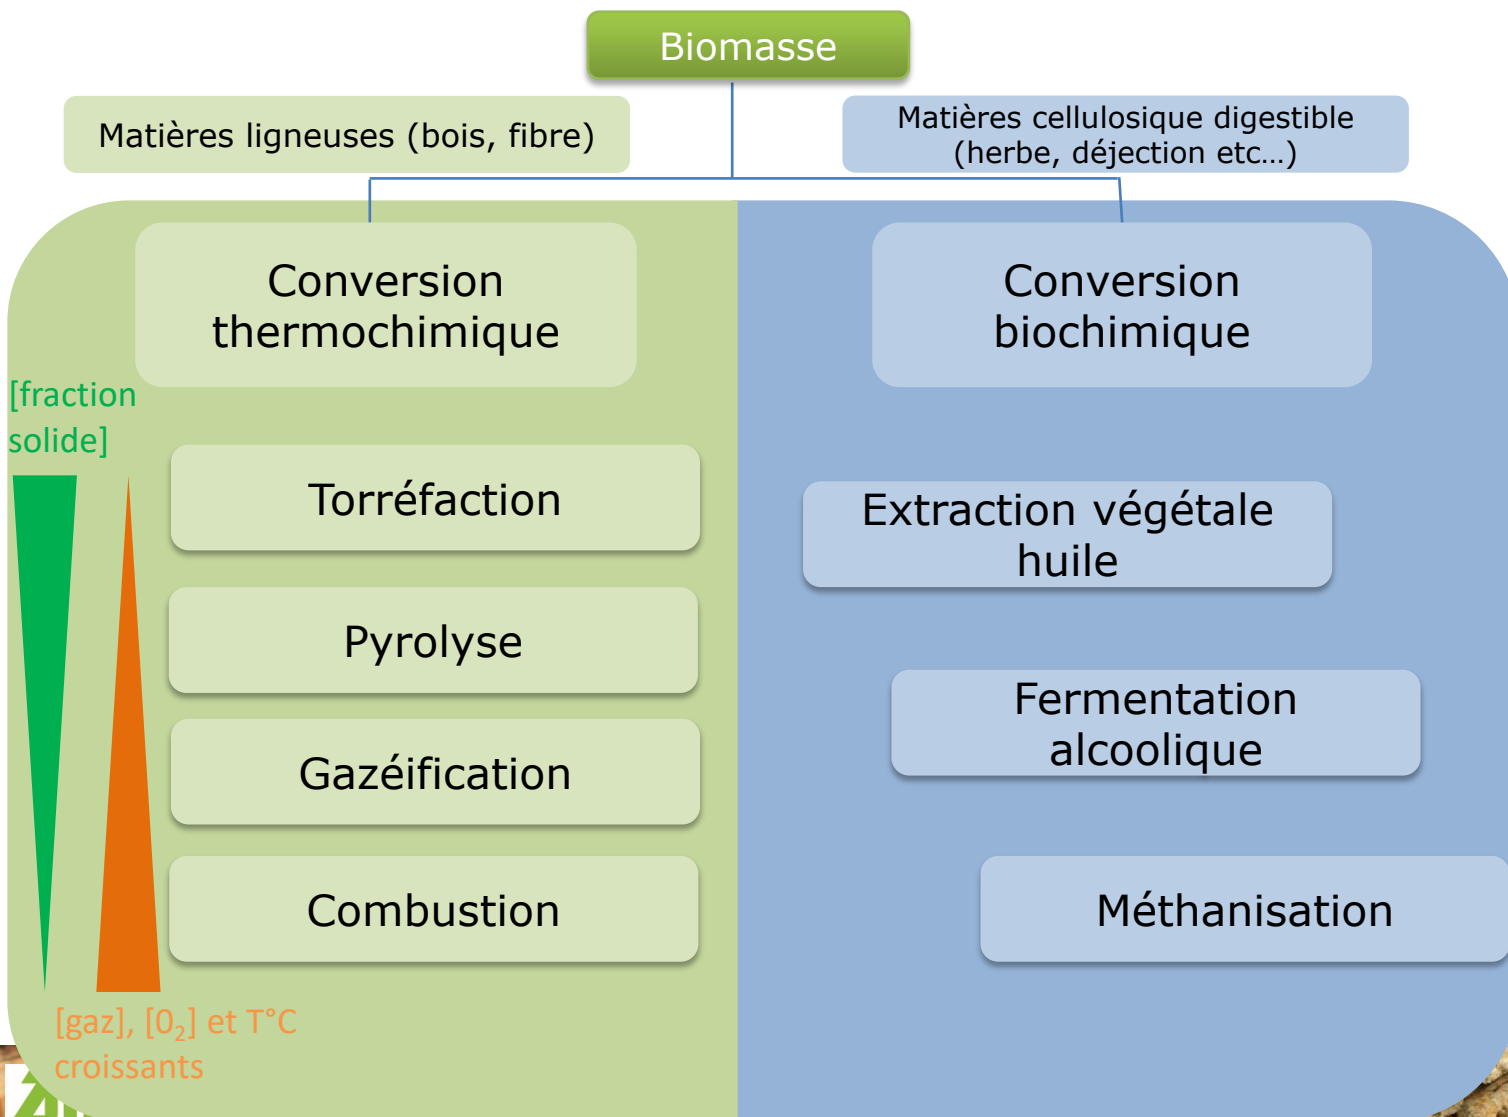 Biomasse
Matières ligneuses (bois, fibre)
Matières cellulosique digestible
(herbe, déjection etc…)
Conversion
thermochimique
Conversion
biochimique
[fraction
solide]
Torréfaction
Extraction végétale
huile
Pyrolyse
Fermentation
alcoolique
Gazéification
Combustion
Méthanisation
[gaz], [0₂] et T°C
croissants